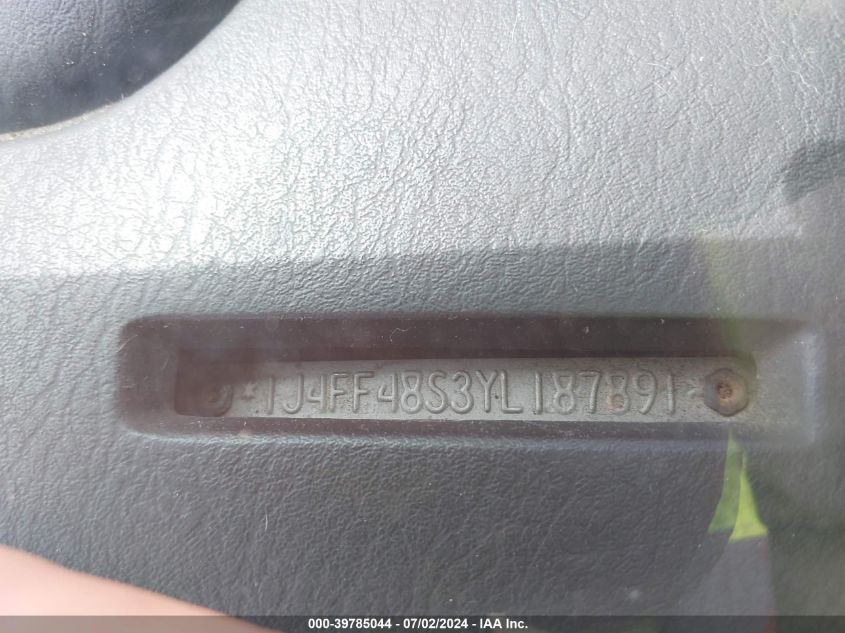 *1J4FF48S3YL187891*
000-39785044 / 07/02/2024 - IAA Inc.